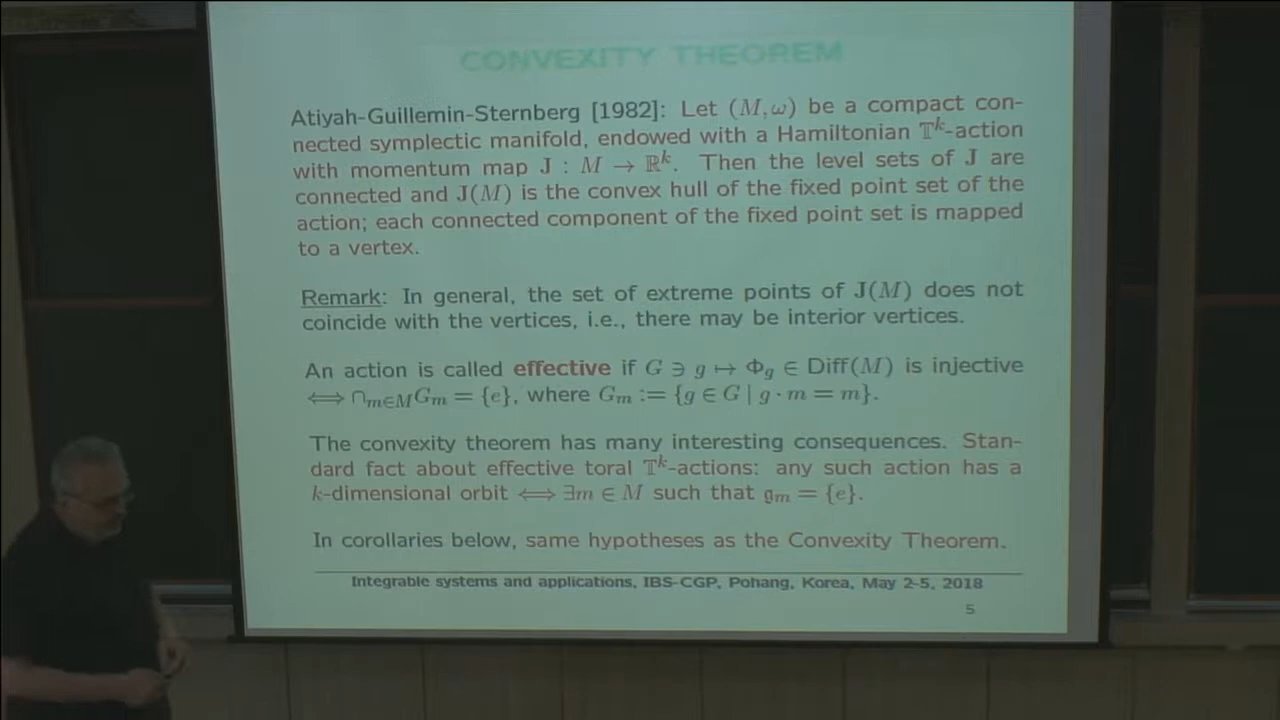 CONVEXITY THEOREM
Atiyah-Guillemin-Sternberg [1982]: Let (M, ω) be a compact con-
nected symplectic manifold, endowed with a Hamiltonian 𝕋ᵏ-action
with momentum map J : M → ℝᵏ. Then the level sets of J are
connected and J(M) is the convex hull of the fixed point set of the
action; each connected component of the fixed point set is mapped
to a vertex.
Remark: In general, the set of extreme points of J(M) does not
coincide with the vertices, i.e., there may be interior vertices.
An action is called effective if G ∋ g ↦ Φ_g ∈ Diff(M) is injective
⟺ ∩_{m∈M} G_m = {e}, where G_m := {g ∈ G | g · m = m}.
The convexity theorem has many interesting consequences. Stan-
dard fact about effective toral 𝕋ᵏ-actions: any such action has a
k-dimensional orbit ⟺ ∃m ∈ M such that 𝔤_m = {e}.
In corollaries below, same hypotheses as the Convexity Theorem.
Integrable systems and applications, IBS-CGP, Pohang, Korea, May 2-5, 2018
5